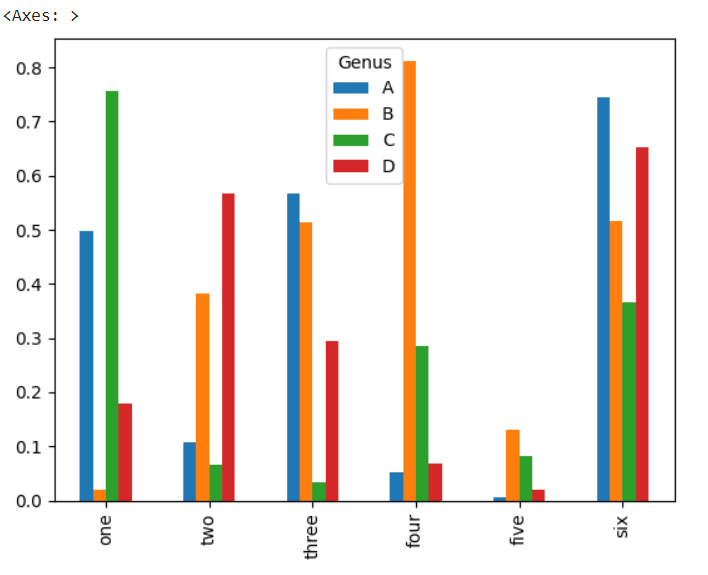 <Axes: >
Genus
A
B
C
D
0.8
0.7
0.6
0.5
0.4
0.3
0.2
0.1
0.0
one
two
three
four
five
six